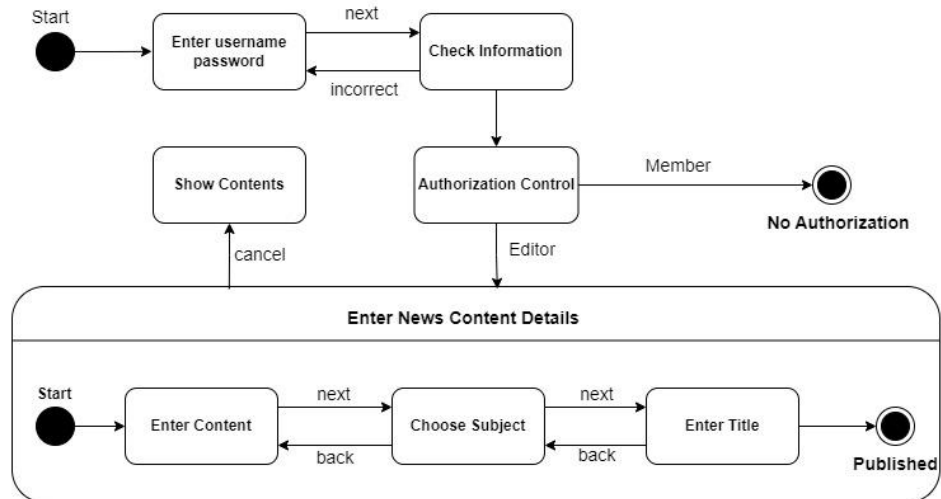 Start
next
Enter username
password
Check Information
incorrect
Show Contents
Authorization Control
Member
No Authorization
cancel
Editor
Enter News Content Details
Start
next
next
Enter Content
Choose Subject
Enter Title
back
back
Published